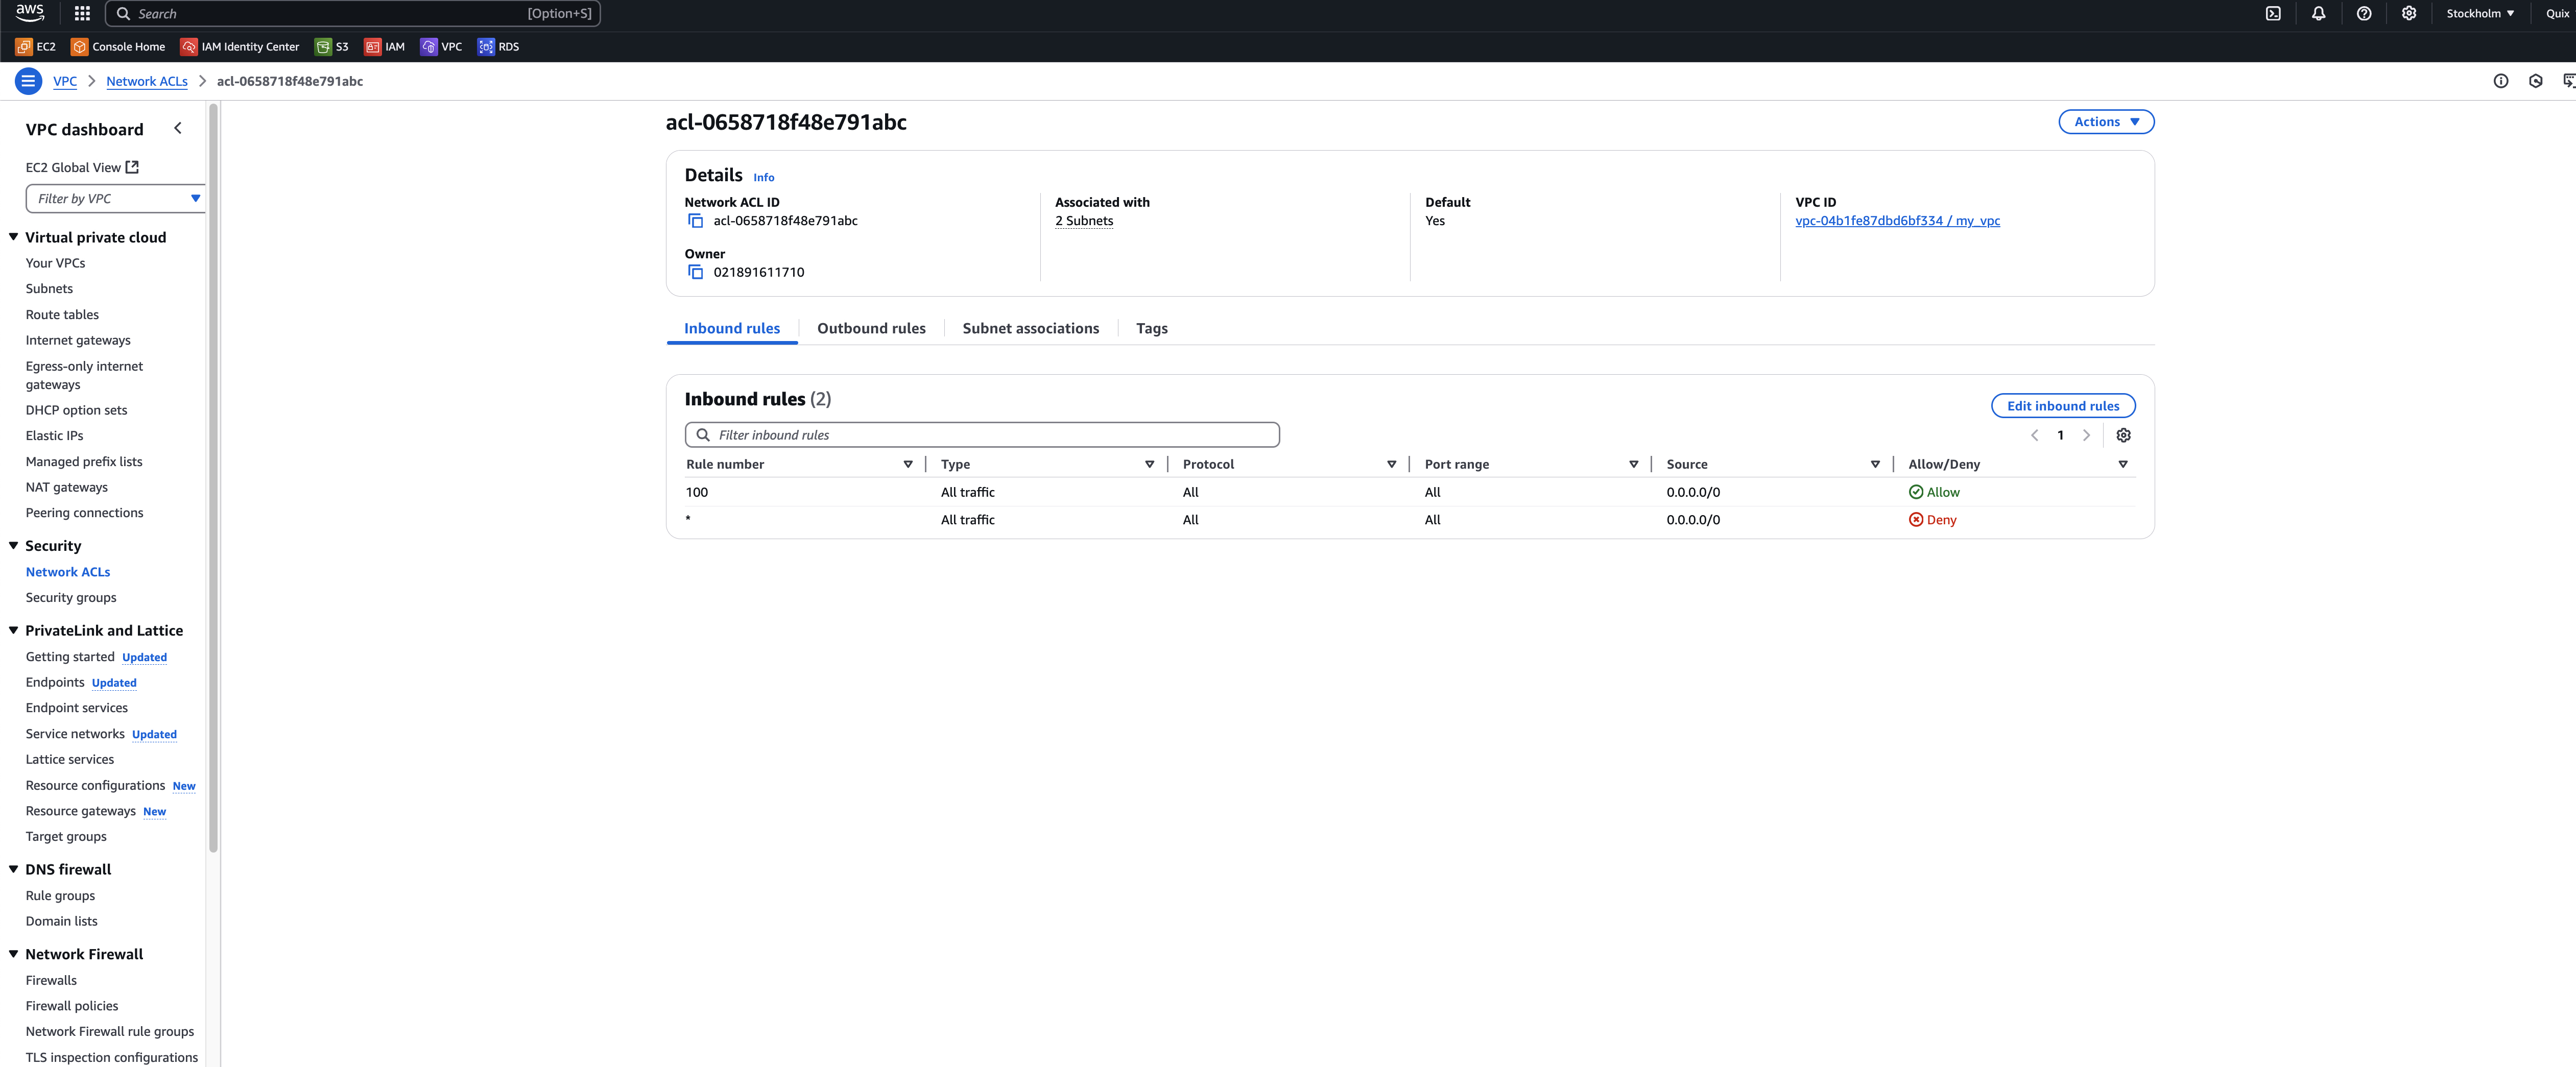 aws
Search [Option+S]
Stockholm ▼ Quix
EC2 Console Home IAM Identity Center S3 IAM VPC RDS
VPC > Network ACLs > acl-0658718f48e791abc
VPC dashboard
EC2 Global View
Filter by VPC
Virtual private cloud
Your VPCs
Subnets
Route tables
Internet gateways
Egress-only internet
gateways
DHCP option sets
Elastic IPs
Managed prefix lists
NAT gateways
Peering connections
Security
Network ACLs
Security groups
PrivateLink and Lattice
Getting started Updated
Endpoints Updated
Endpoint services
Service networks Updated
Lattice services
Resource configurations New
Resource gateways New
Target groups
DNS firewall
Rule groups
Domain lists
Network Firewall
Firewalls
Firewall policies
Network Firewall rule groups
TLS inspection configurations
acl-0658718f48e791abc
Actions ▼
Details Info
Network ACL ID
acl-0658718f48e791abc
Owner
021891611710
Associated with
2 Subnets
Default
Yes
VPC ID
vpc-04b1fe87dbd6bf334 / my_vpc
Inbound rules Outbound rules Subnet associations Tags
Inbound rules (2)
Edit inbound rules
Filter inbound rules
1
Rule number Type Protocol Port range Source Allow/Deny
100 All traffic All All 0.0.0.0/0 Allow
* All traffic All All 0.0.0.0/0 Deny